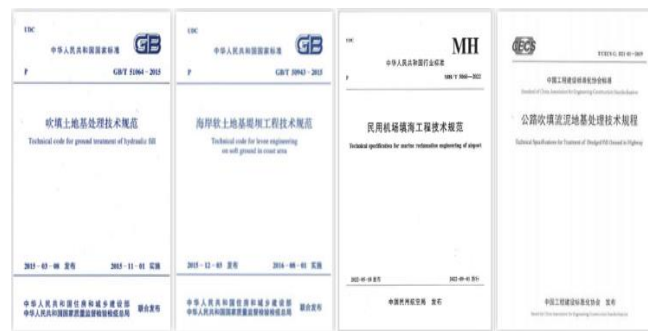 UDC
中华人民共和国国家标准
GB
P
GB/T 51064－2015
吹填土地基处理技术规范
Technical code for ground treatment of hydraulic fill
2015－03－08 发布
2015－11－01 实施
中华人民共和国住房和城乡建设部
中华人民共和国国家质量监督检验检疫总局
联合发布
UDC
中华人民共和国国家标准
GB
P
GB/T 50943－2015
海岸软土地基堤坝工程技术规范
Technical code for levee engineering
on soft ground in coast area
2015－12－03 发布
2016－08－01 实施
中华人民共和国住房和城乡建设部
中华人民共和国国家质量监督检验检疫总局
联合发布
UDC
MH
中华人民共和国行业标准
P
民用机场填海工程技术规范
Technical specification for marine reclamation engineering of airport
中国民用航空局 发布
CECS
中国工程建设标准化协会标准
公路吹填流泥地基处理技术规程
Technical Specifications for Treatment of Dredged Fill Ground in Highway
中国工程建设标准化协会 发布